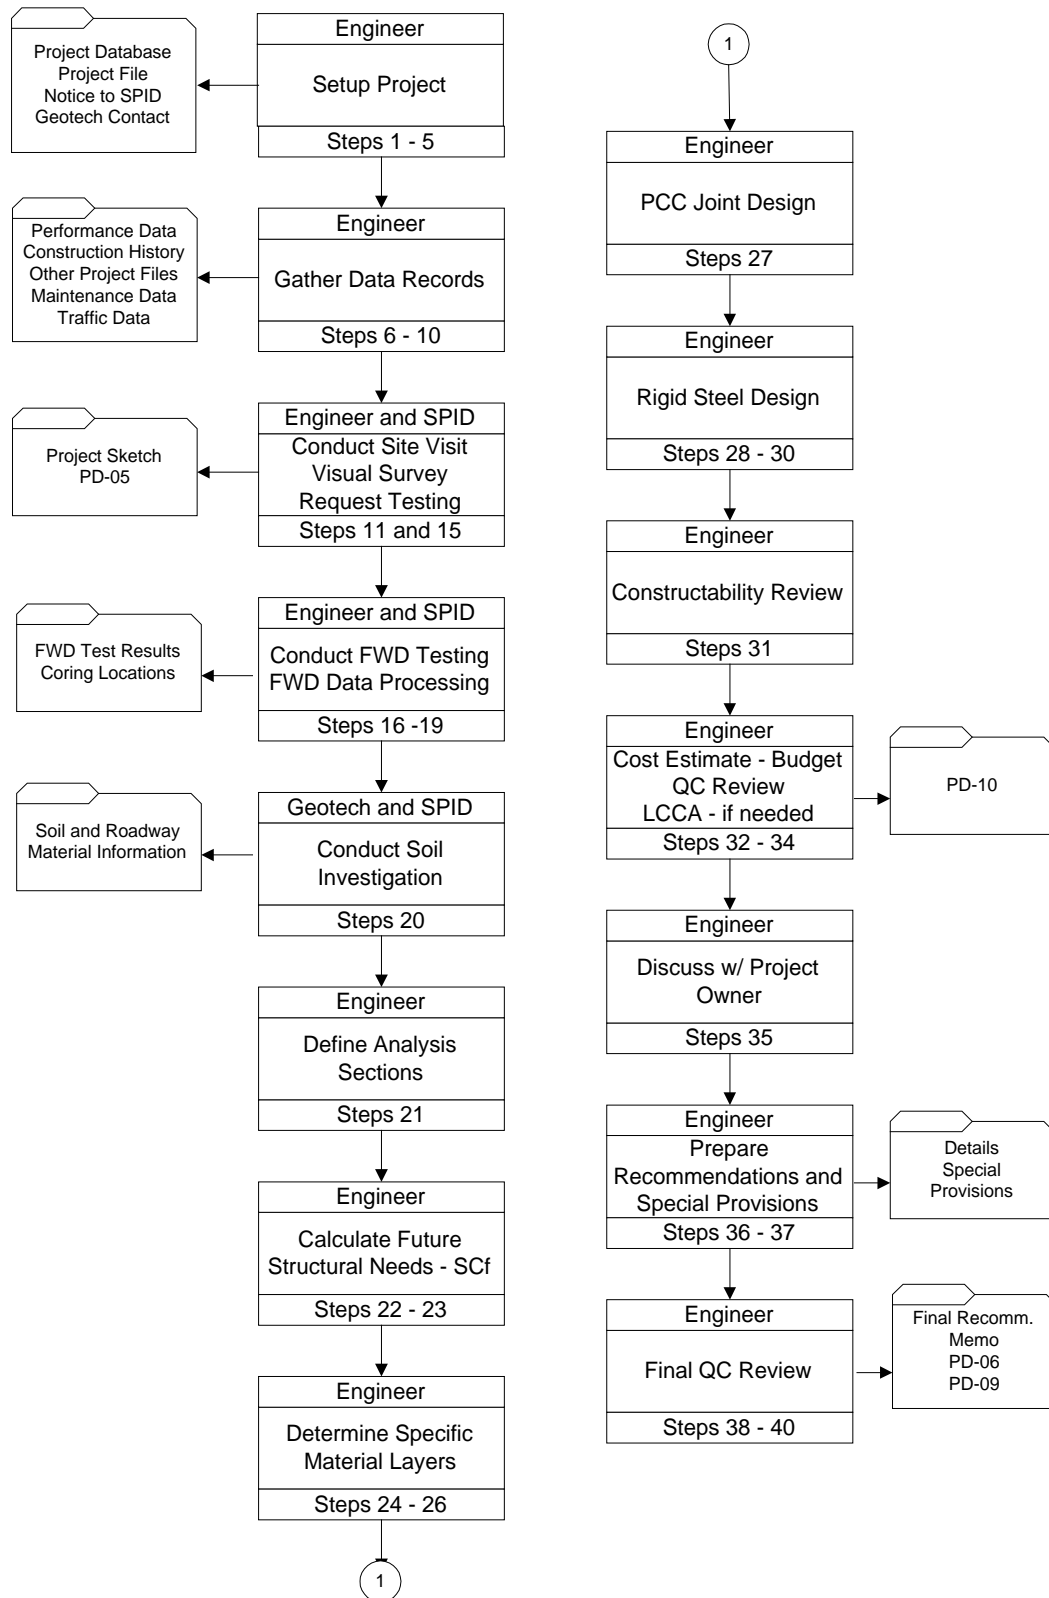 Project Database
Project File
Notice to SPID
Geotech Contact
Engineer
Setup Project
Steps 1 - 5
Performance Data
Construction History
Other Project Files
Maintenance Data
Traffic Data
Engineer
Gather Data Records
Steps 6 - 10
Project Sketch
PD-05
Engineer and SPID
Conduct Site Visit
Visual Survey
Request Testing
Steps 11 and 15
FWD Test Results
Coring Locations
Engineer and SPID
Conduct FWD Testing
FWD Data Processing
Steps 16 -19
Soil and Roadway
Material Information
Geotech and SPID
Conduct Soil
Investigation
Steps 20
Engineer
Define Analysis
Sections
Steps 21
Engineer
Calculate Future
Structural Needs - SCf
Steps 22 - 23
Engineer
Determine Specific
Material Layers
Steps 24 - 26
1
1
Engineer
PCC Joint Design
Steps 27
Engineer
Rigid Steel Design
Steps 28 - 30
Engineer
Constructability Review
Steps 31
Engineer
Cost Estimate - Budget
QC Review
LCCA - if needed
Steps 32 - 34
PD-10
Engineer
Discuss w/ Project
Owner
Steps 35
Engineer
Prepare
Recommendations and
Special Provisions
Steps 36 - 37
Details
Special
Provisions
Engineer
Final QC Review
Steps 38 - 40
Final Recomm.
Memo
PD-06
PD-09